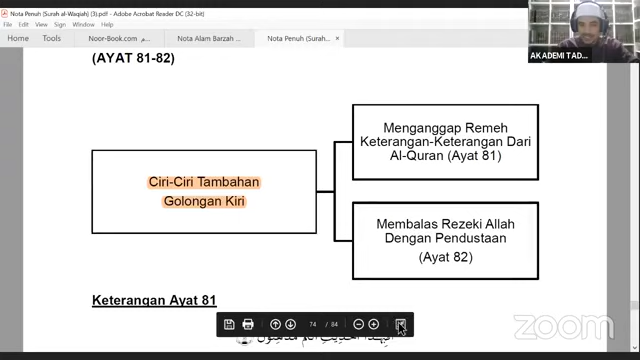 Nota Penuh (Surah al-Waqiah) (3).pdf - Adobe Acrobat Reader DC (32-bit)
File Edit View Sign Window Help
Home Tools Noor-Book.com م... Nota Alam Barzah ... Nota Penuh (Surah... ×
AKADEMI TAD...
(AYAT 81-82)
Ciri-Ciri Tambahan
Golongan Kiri
Menganggap Remeh
Keterangan-Keterangan Dari
Al-Quran (Ayat 81)
Membalas Rezeki Allah
Dengan Pendustaan
(Ayat 82)
Keterangan Ayat 81
74 / 84
zoom